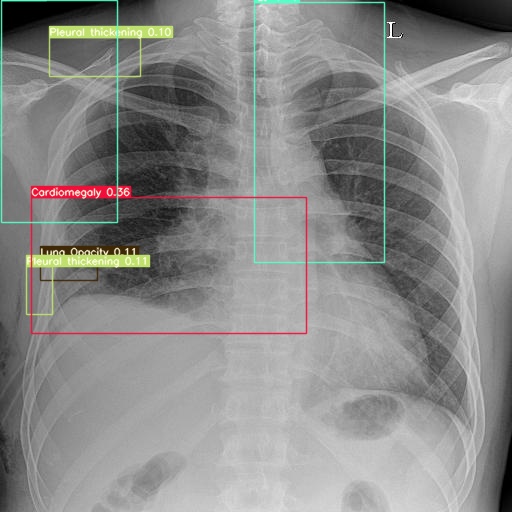 Pleural thickening 0.10
L
Cardiomegaly 0.36
Lung Opacity 0.11
Pleural thickening 0.11